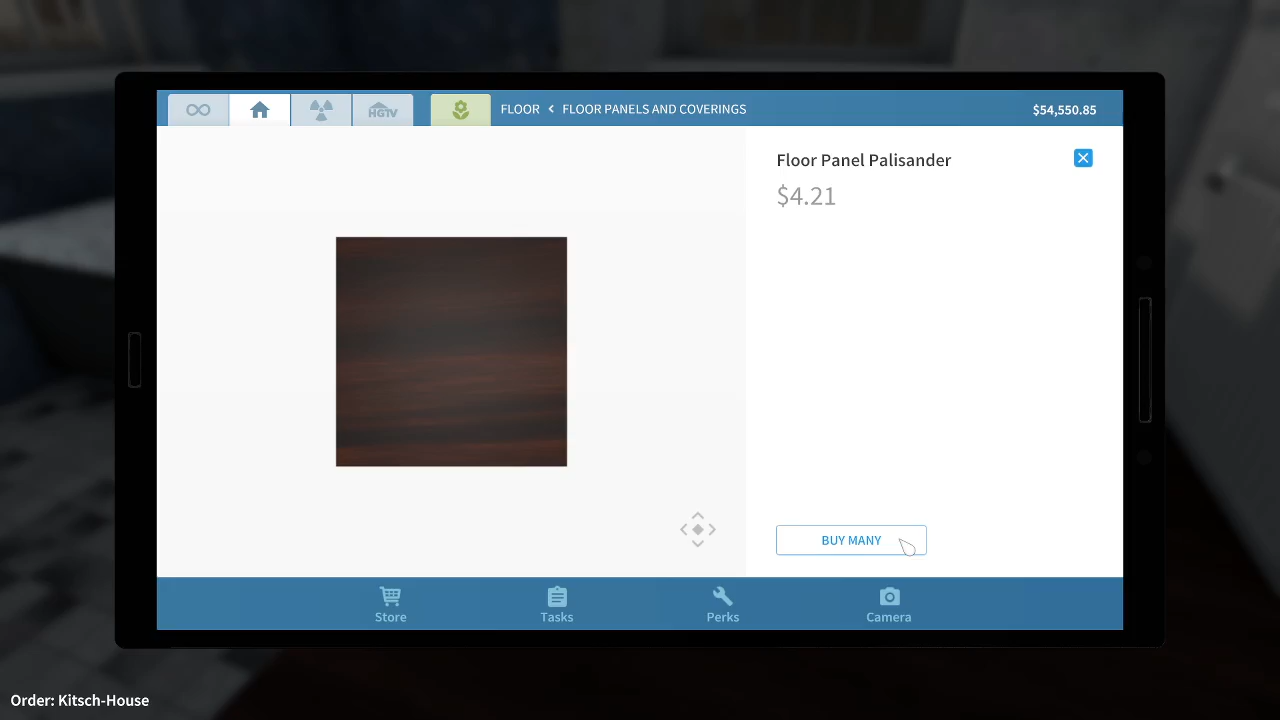 HGTV
FLOOR < FLOOR PANELS AND COVERINGS
$54,550.85
Floor Panel Palisander
$4.21
BUY MANY
Store
Tasks
Perks
Camera
Order: Kitsch-House